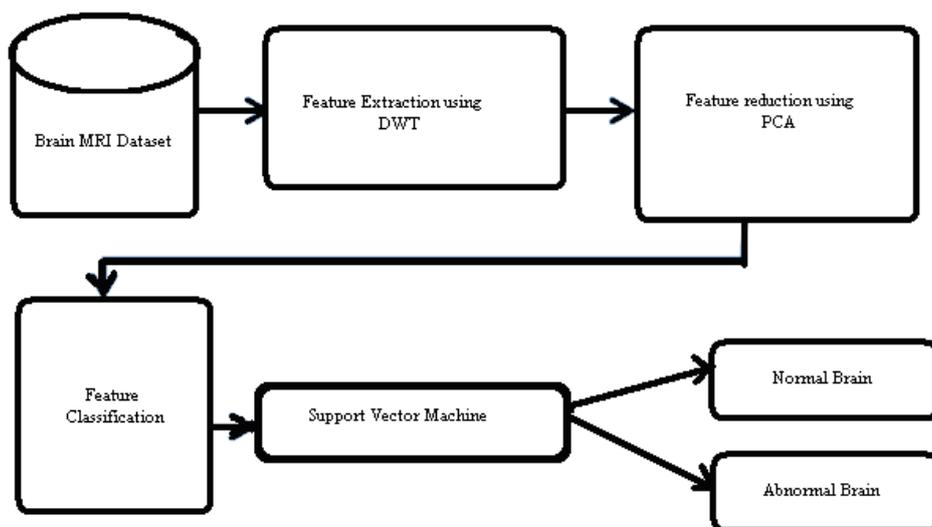 Brain MRI Dataset
Feature Extraction using
DWT
Feature reduction using
PCA
Feature
Classification
Support Vector Machine
Normal Brain
Abnormal Brain